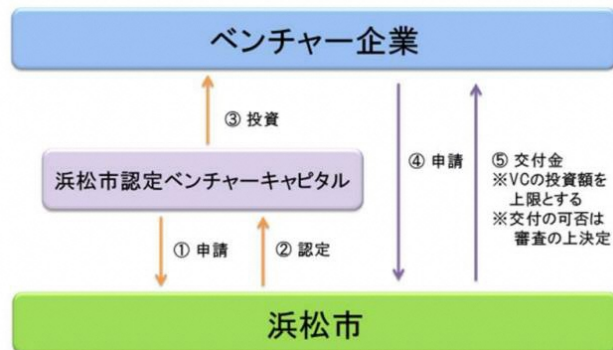 ベンチャー企業
③ 投資
浜松市認定ベンチャーキャピタル
① 申請
② 認定
④ 申請
⑤ 交付金
※VCの投資額を
上限とする
※交付の可否は
審査の上決定
浜松市